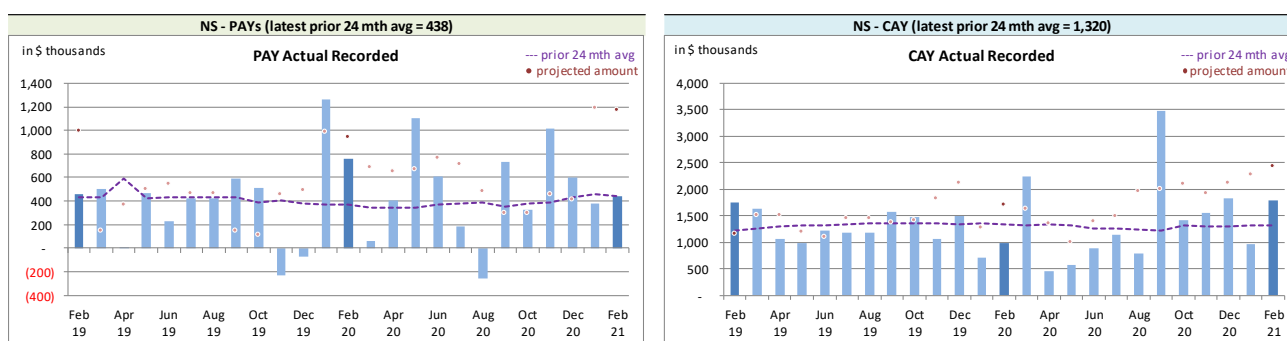 NS - PAYs (latest prior 24 mth avg = 438)
in $ thousands
PAY Actual Recorded
--- prior 24 mth avg
• projected amount
1,400
1,200
1,000
800
600
400
200
-
(200)
(400)
Feb 19 Apr 19 Jun 19 Aug 19 Oct 19 Dec 19 Feb 20 Apr 20 Jun 20 Aug 20 Oct 20 Dec 20 Feb 21
NS - CAY (latest prior 24 mth avg = 1,320)
in $ thousands
CAY Actual Recorded
--- prior 24 mth avg
• projected amount
4,000
3,500
3,000
2,500
2,000
1,500
1,000
500
-
Feb 19 Apr 19 Jun 19 Aug 19 Oct 19 Dec 19 Feb 20 Apr 20 Jun 20 Aug 20 Oct 20 Dec 20 Feb 21